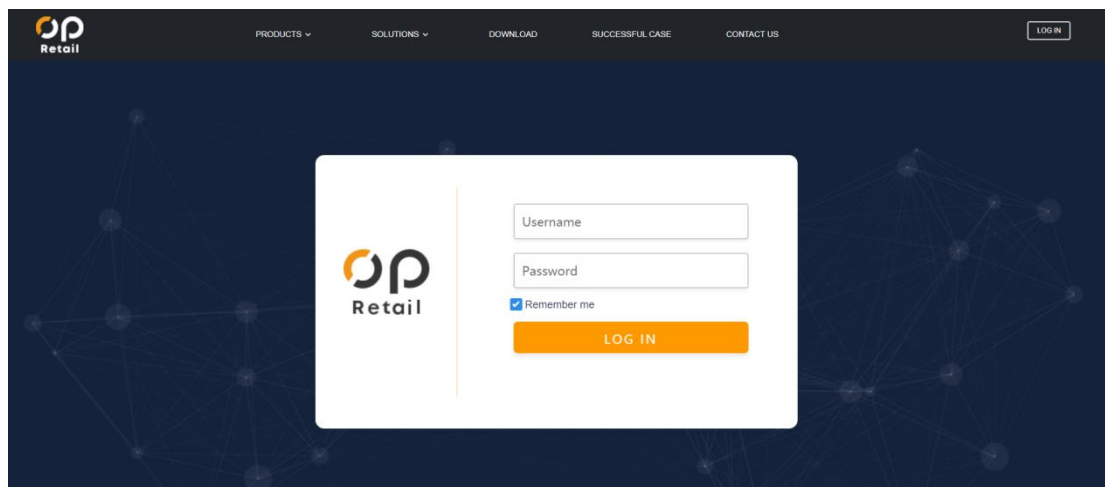 OP
Retail
PRODUCTS
SOLUTIONS
DOWNLOAD
SUCCESSFUL CASE
CONTACT US
LOG IN
OP
Retail
Username
Password
Remember me
LOG IN